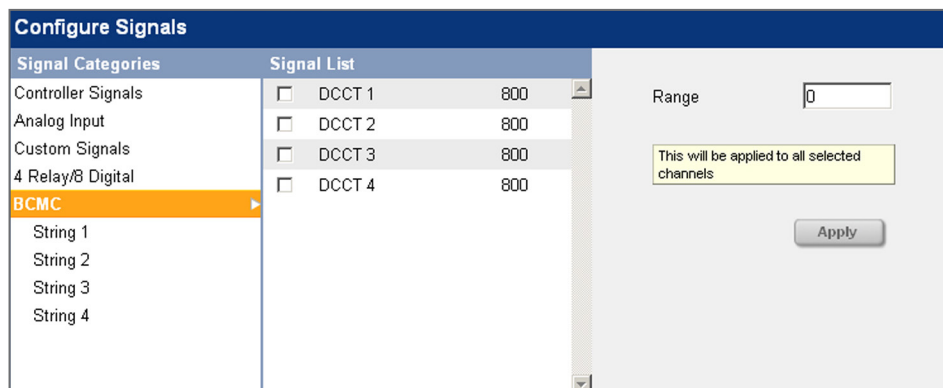 Configure Signals
Signal Categories
Signal List
Controller Signals
Analog Input
Custom Signals
4 Relay/8 Digital
BCMC
String 1
String 2
String 3
String 4
DCCT 1 800
DCCT 2 800
DCCT 3 800
DCCT 4 800
Range 0
This will be applied to all selected
channels
Apply